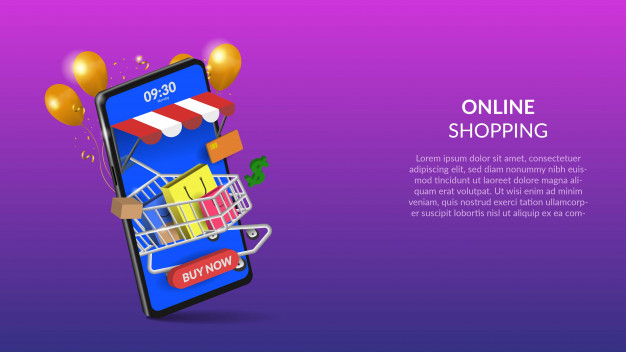 09:30
ONLINE
SHOPPING
Lorem ipsum dolor sit amet, consectetuer
adipiscing elit, sed diam nonummy nibh eu-
ismod tincidunt ut laoreet dolore magna ali-
quam erat volutpat. Ut wisi enim ad minim
veniam, quis nostrud exerci tation ullamcorp-
er suscipit lobortis nisl ut aliquip ex ea com-
BUY NOW